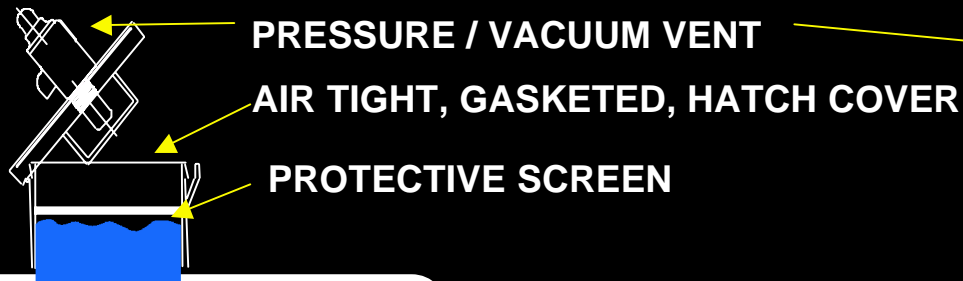 PRESSURE / VACUUM VENT
AIR TIGHT, GASKETED, HATCH COVER
PROTECTIVE SCREEN